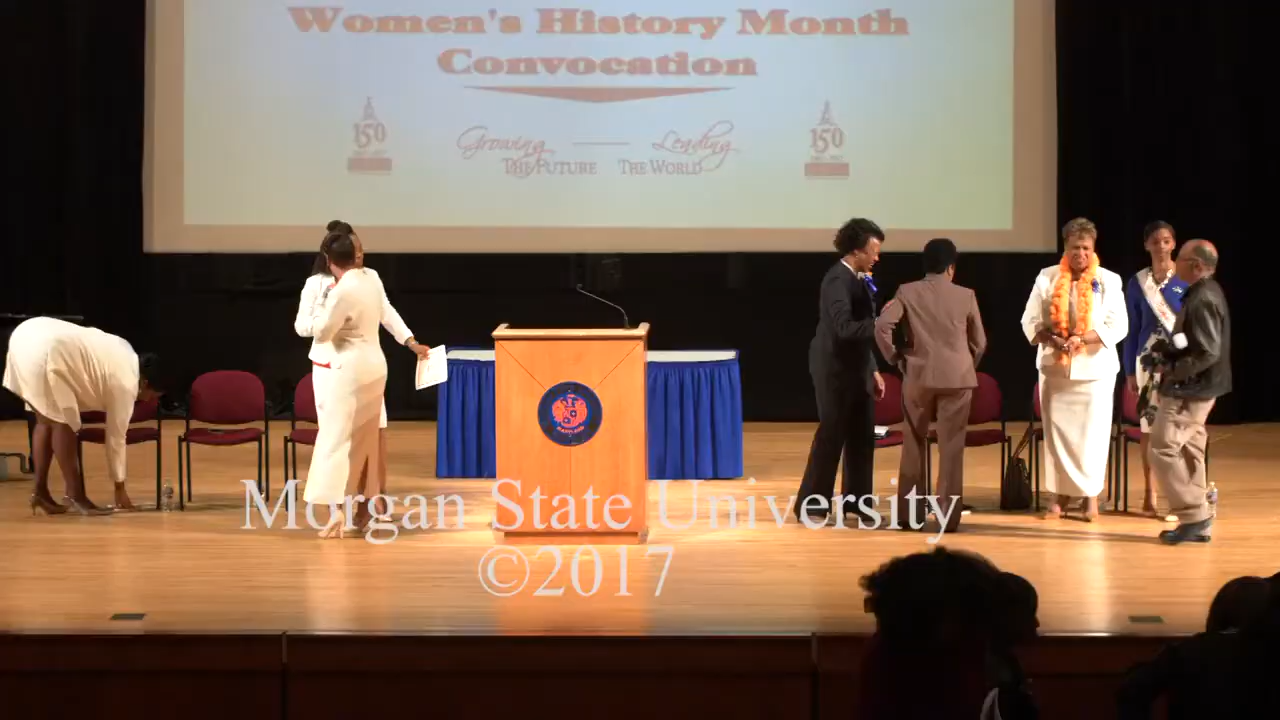 Women's History Month
Convocation
150
Growing Leading
THE FUTURE THE WORLD
150
Morgan State University
©2017